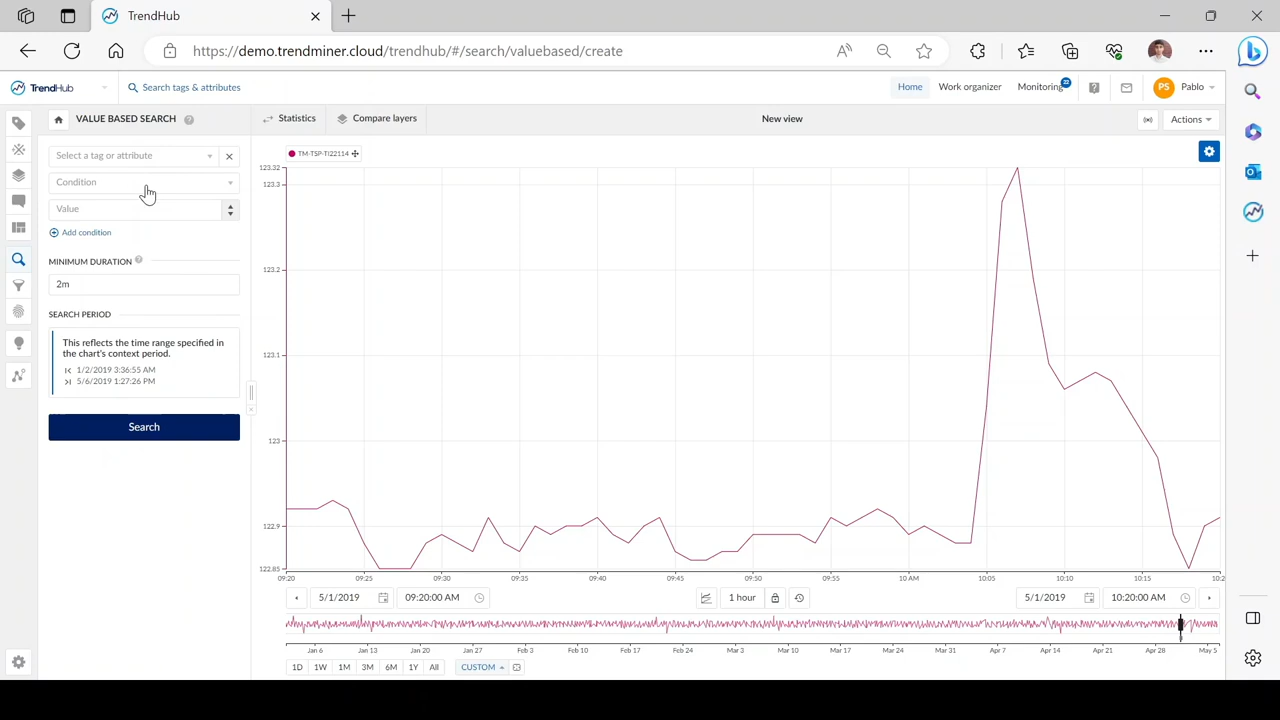 TrendHub
https://demo.trendminer.cloud/trendhub/#/search/valuebased/create
TrendHub
Search tags & attributes
Home
Work organizer
Monitoring
22
PS
Pablo
VALUE BASED SEARCH
Statistics
Compare layers
New view
Actions
Select a tag or attribute
Condition
Value
Add condition
MINIMUM DURATION
2m
SEARCH PERIOD
This reflects the time range specified in
the chart's context period.
1/2/2019 3:36:55 AM
5/6/2019 1:27:26 PM
Search
TM-TSP-TI22114
123.32
123.3
123.2
123.1
123
122.9
122.85
09:20
09:25
09:30
09:35
09:40
09:45
09:50
09:55
10 AM
10:05
10:10
10:15
10:2
5/1/2019
09:20:00 AM
1 hour
5/1/2019
10:20:00 AM
Jan 6
Jan 13
Jan 20
Jan 27
Feb 3
Feb 10
Feb 17
Feb 24
Mar 3
Mar 10
Mar 17
Mar 24
Mar 31
Apr 7
Apr 14
Apr 21
Apr 28
May 5
1D
1W
1M
3M
6M
1Y
All
CUSTOM